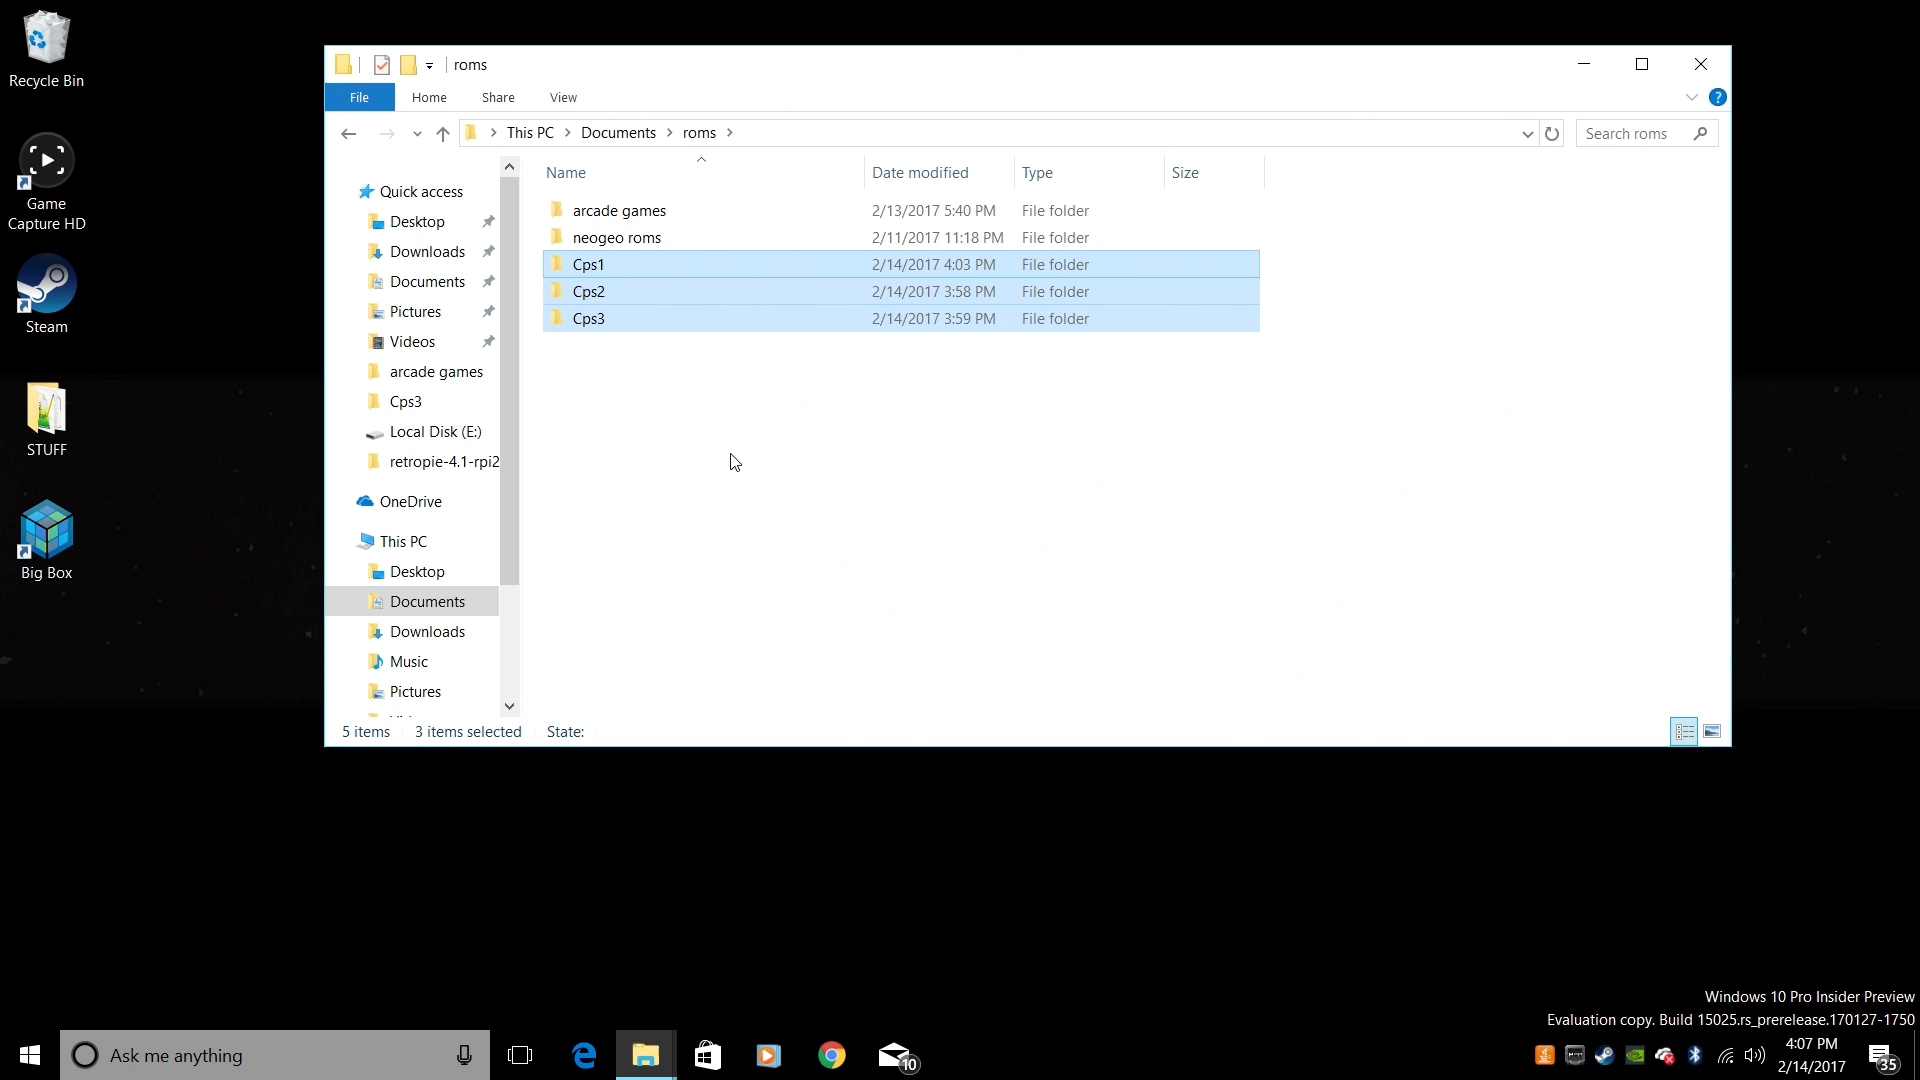 Recycle Bin
Game
Capture HD
Steam
STUFF
Big Box
roms
File Home Share View
This PC Documents roms
Search roms
Name Date modified Type Size
arcade games 2/13/2017 5:40 PM File folder
neogeo roms 2/11/2017 11:18 PM File folder
Cps1 2/14/2017 4:03 PM File folder
Cps2 2/14/2017 3:58 PM File folder
Cps3 2/14/2017 3:59 PM File folder
Quick access
Desktop
Downloads
Documents
Pictures
Videos
arcade games
Cps3
Local Disk (E:)
retropie-4.1-rpi2
OneDrive
This PC
Desktop
Documents
Downloads
Music
Pictures
5 items 3 items selected State:
Windows 10 Pro Insider Preview
Evaluation copy. Build 15025.rs_prerelease.170127-1750
Ask me anything
10
4:07 PM
2/14/2017
35